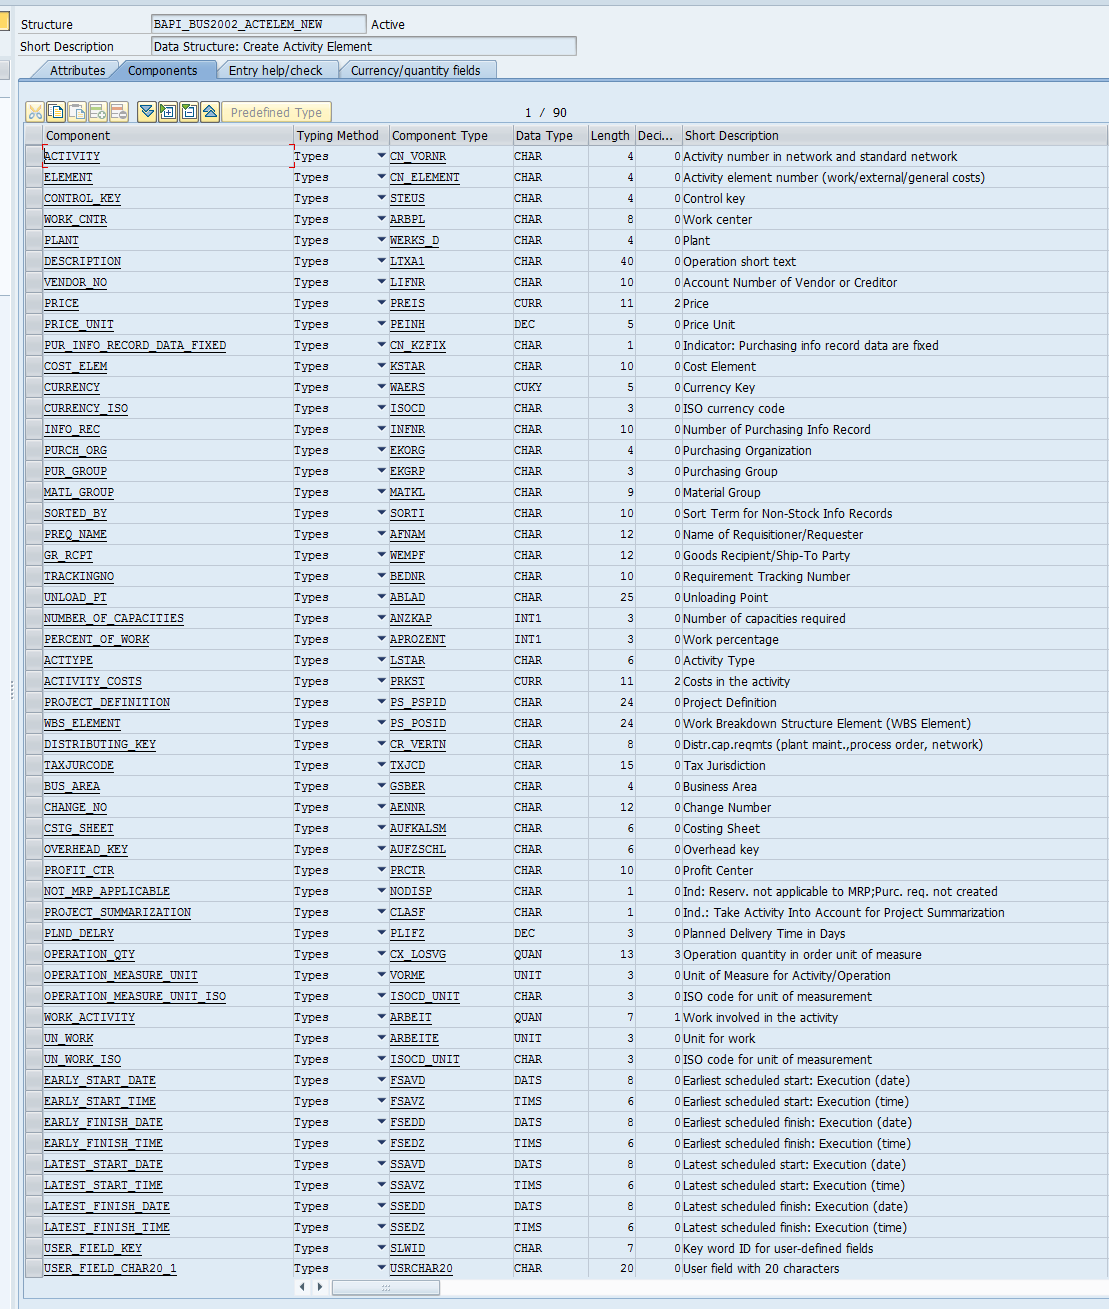 Structure BAPI_BUS2002_ACTELEM_NEW Active
Short Description Data Structure: Create Activity Element
Attributes Components Entry help/check Currency/quantity fields
Predefined Type 1 / 90
Component Typing Method Component Type Data Type Length Deci... Short Description
ACTIVITY Types CN_VORNR CHAR 4 0 Activity number in network and standard network
ELEMENT Types CN_ELEMENT CHAR 4 0 Activity element number (work/external/general costs)
CONTROL_KEY Types STEUS CHAR 4 0 Control key
WORK_CNTR Types ARBPL CHAR 8 0 Work center
PLANT Types WERKS_D CHAR 4 0 Plant
DESCRIPTION Types LTXA1 CHAR 40 0 Operation short text
VENDOR_NO Types LIFNR CHAR 10 0 Account Number of Vendor or Creditor
PRICE Types PREIS CURR 11 2 Price
PRICE_UNIT Types PEINH DEC 5 0 Price Unit
PUR_INFO_RECORD_DATA_FIXED Types CN_KZFIX CHAR 1 0 Indicator: Purchasing info record data are fixed
COST_ELEM Types KSTAR CHAR 10 0 Cost Element
CURRENCY Types WAERS CUKY 5 0 Currency Key
CURRENCY_ISO Types ISOCD CHAR 3 0 ISO currency code
INFO_REC Types INFNR CHAR 10 0 Number of Purchasing Info Record
PURCH_ORG Types EKORG CHAR 4 0 Purchasing Organization
PUR_GROUP Types EKGRP CHAR 3 0 Purchasing Group
MATL_GROUP Types MATKL CHAR 9 0 Material Group
SORTED_BY Types SORTI CHAR 10 0 Sort Term for Non-Stock Info Records
PREQ_NAME Types AFNAM CHAR 12 0 Name of Requisitioner/Requester
GR_RCPT Types WEMPF CHAR 12 0 Goods Recipient/Ship-To Party
TRACKINGNO Types BEDNR CHAR 10 0 Requirement Tracking Number
UNLOAD_PT Types ABLAD CHAR 25 0 Unloading Point
NUMBER_OF_CAPACITIES Types ANZKAP INT1 3 0 Number of capacities required
PERCENT_OF_WORK Types APROZENT INT1 3 0 Work percentage
ACTTYPE Types LSTAR CHAR 6 0 Activity Type
ACTIVITY_COSTS Types PRKST CURR 11 2 Costs in the activity
PROJECT_DEFINITION Types PS_PSPID CHAR 24 0 Project Definition
WBS_ELEMENT Types PS_POSID CHAR 24 0 Work Breakdown Structure Element (WBS Element)
DISTRIBUTING_KEY Types CR_VERTN CHAR 8 0 Distr.cap.reqmts (plant maint.,process order, network)
TAXJURCODE Types TXJCD CHAR 15 0 Tax Jurisdiction
BUS_AREA Types GSBER CHAR 4 0 Business Area
CHANGE_NO Types AENNR CHAR 12 0 Change Number
CSTG_SHEET Types AUFKALSM CHAR 6 0 Costing Sheet
OVERHEAD_KEY Types AUFZSCHL CHAR 6 0 Overhead key
PROFIT_CTR Types PRCTR CHAR 10 0 Profit Center
NOT_MRP_APPLICABLE Types NODISP CHAR 1 0 Ind: Reserv. not applicable to MRP;Purc. req. not created
PROJECT_SUMMARIZATION Types CLASF CHAR 1 0 Ind.: Take Activity Into Account for Project Summarization
PLND_DELRY Types PLIFZ DEC 3 0 Planned Delivery Time in Days
OPERATION_QTY Types CX_LOSVG QUAN 13 3 Operation quantity in order unit of measure
OPERATION_MEASURE_UNIT Types VORME UNIT 3 0 Unit of Measure for Activity/Operation
OPERATION_MEASURE_UNIT_ISO Types ISOCD_UNIT CHAR 3 0 ISO code for unit of measurement
WORK_ACTIVITY Types ARBEIT QUAN 7 1 Work involved in the activity
UN_WORK Types ARBEITE UNIT 3 0 Unit for work
UN_WORK_ISO Types ISOCD_UNIT CHAR 3 0 ISO code for unit of measurement
EARLY_START_DATE Types FSAVD DATS 8 0 Earliest scheduled start: Execution (date)
EARLY_START_TIME Types FSAVZ TIMS 6 0 Earliest scheduled start: Execution (time)
EARLY_FINISH_DATE Types FSEDD DATS 8 0 Earliest scheduled finish: Execution (date)
EARLY_FINISH_TIME Types FSEDZ TIMS 6 0 Earliest scheduled finish: Execution (time)
LATEST_START_DATE Types SSAVD DATS 8 0 Latest scheduled start: Execution (date)
LATEST_START_TIME Types SSAVZ TIMS 6 0 Latest scheduled start: Execution (time)
LATEST_FINISH_DATE Types SSEDD DATS 8 0 Latest scheduled finish: Execution (date)
LATEST_FINISH_TIME Types SSEDZ TIMS 6 0 Latest scheduled finish: Execution (time)
USER_FIELD_KEY Types SLWID CHAR 7 0 Key word ID for user-defined fields
USER_FIELD_CHAR20_1 Types USRCHAR20 CHAR 20 0 User field with 20 characters